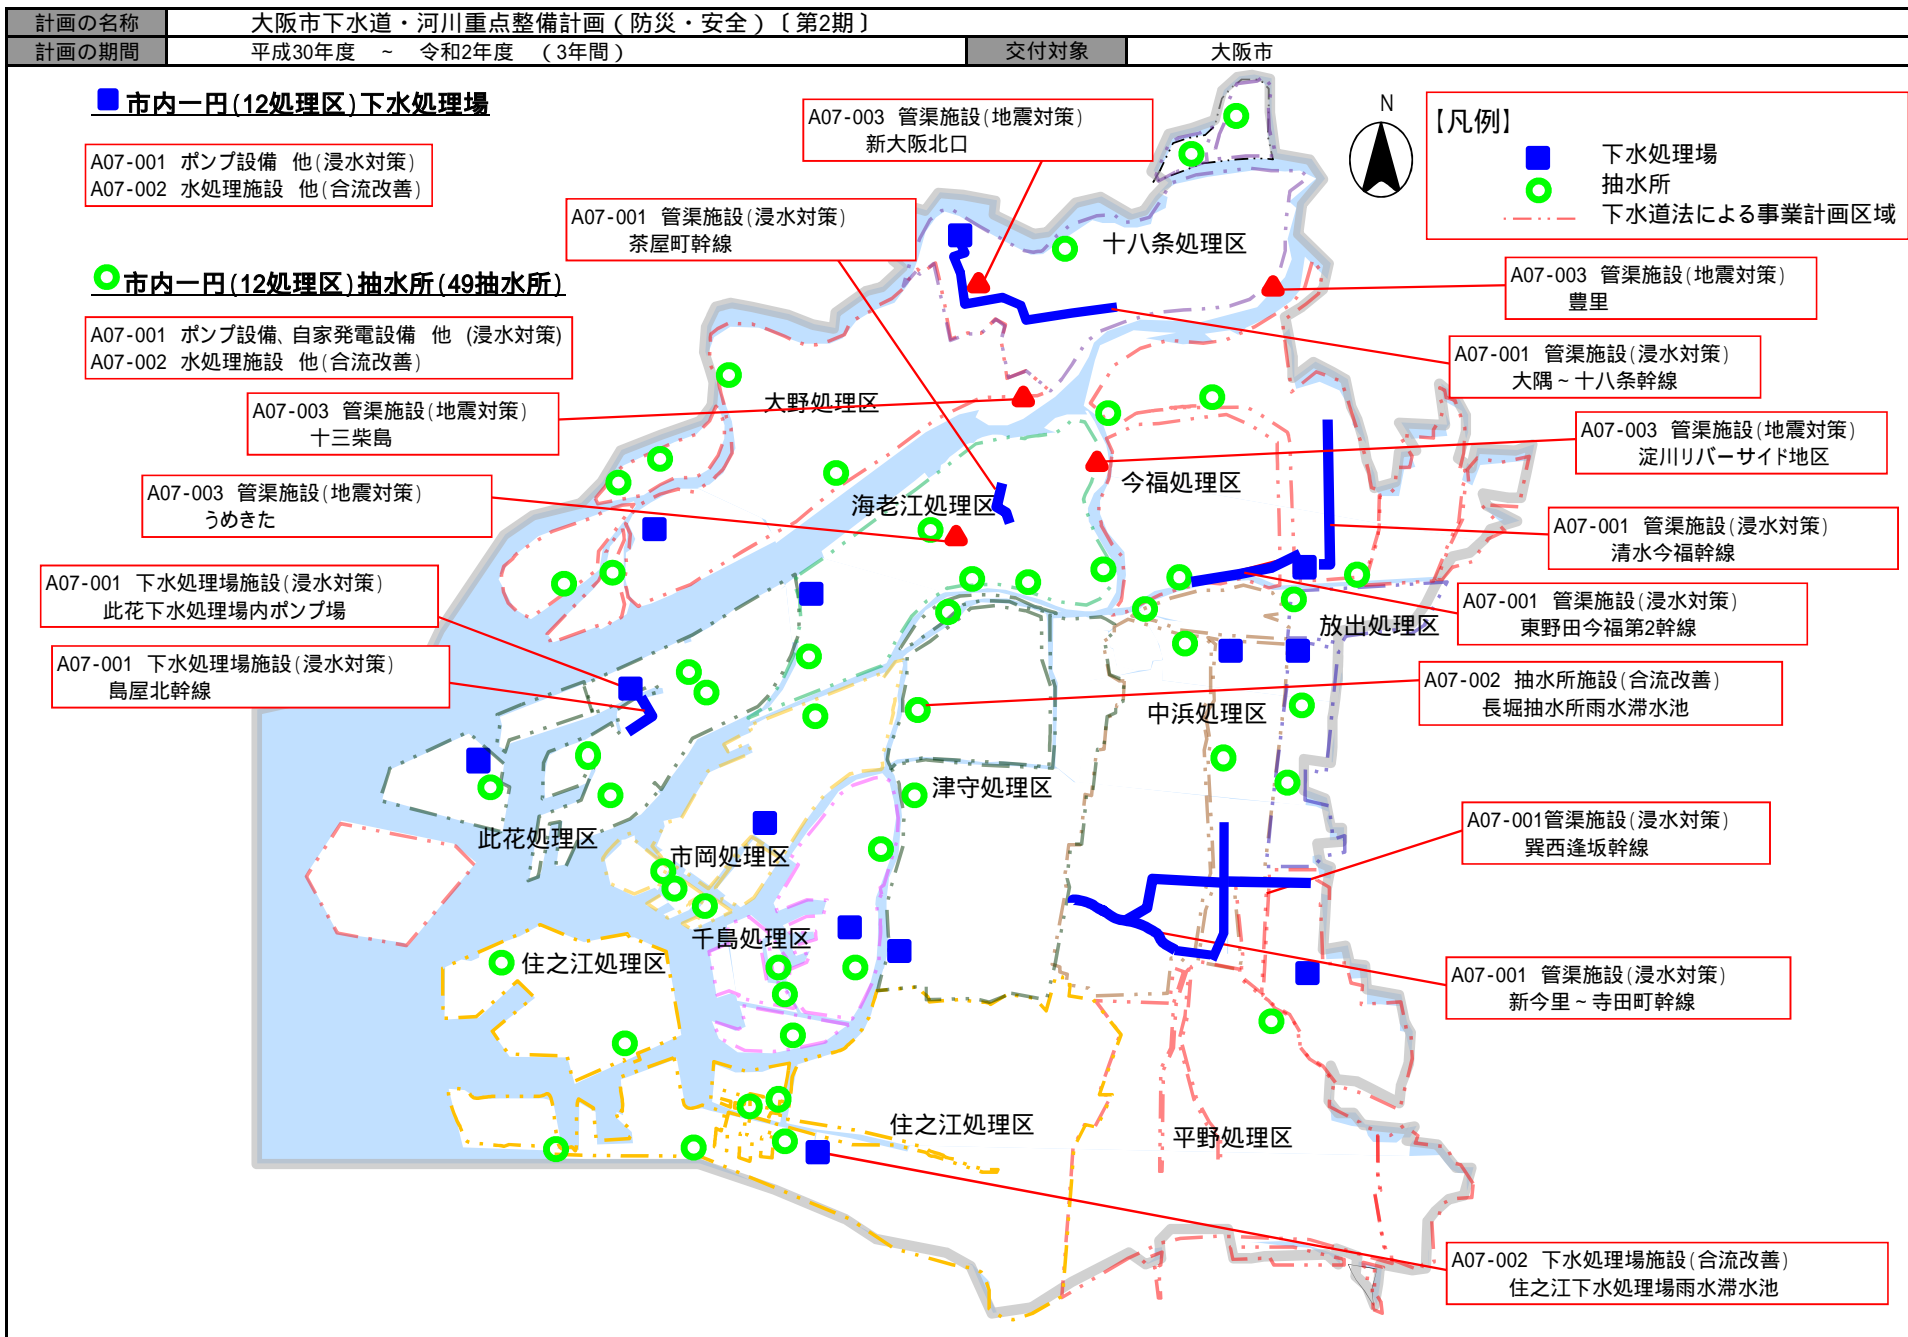 計画の名称 大阪市下水道・河川重点整備計画（防災・安全）〔第2期〕
計画の期間 平成30年度 ～ 令和2年度 （3年間） 交付対象 大阪市
市内一円(12処理区)下水処理場
A07-001 ポンプ設備 他(浸水対策)
A07-002 水処理施設 他(合流改善)
市内一円(12処理区)抽水所(49抽水所)
A07-001 ポンプ設備、自家発電設備 他 (浸水対策)
A07-002 水処理施設 他(合流改善)
A07-003 管渠施設(地震対策)
新大阪北口
A07-001 管渠施設(浸水対策)
茶屋町幹線
N
【凡例】
下水処理場
抽水所
下水道法による事業計画区域
十八条処理区
A07-003 管渠施設(地震対策)
豊里
A07-001 管渠施設(浸水対策)
大隅～十八条幹線
大野処理区
A07-003 管渠施設(地震対策)
十三柴島
A07-003 管渠施設(地震対策)
淀川リバーサイド地区
今福処理区
海老江処理区
A07-003 管渠施設(地震対策)
うめきた
A07-001 管渠施設(浸水対策)
清水今福幹線
A07-001 下水処理場施設(浸水対策)
此花下水処理場内ポンプ場
A07-001 管渠施設(浸水対策)
東野田今福第2幹線
放出処理区
A07-001 下水処理場施設(浸水対策)
島屋北幹線
A07-002 抽水所施設(合流改善)
長堀抽水所雨水滞水池
中浜処理区
津守処理区
此花処理区
市岡処理区
A07-001管渠施設(浸水対策)
巽西逢坂幹線
千島処理区
住之江処理区
A07-001 管渠施設(浸水対策)
新今里～寺田町幹線
住之江処理区
平野処理区
A07-002 下水処理場施設(合流改善)
住之江下水処理場雨水滞水池